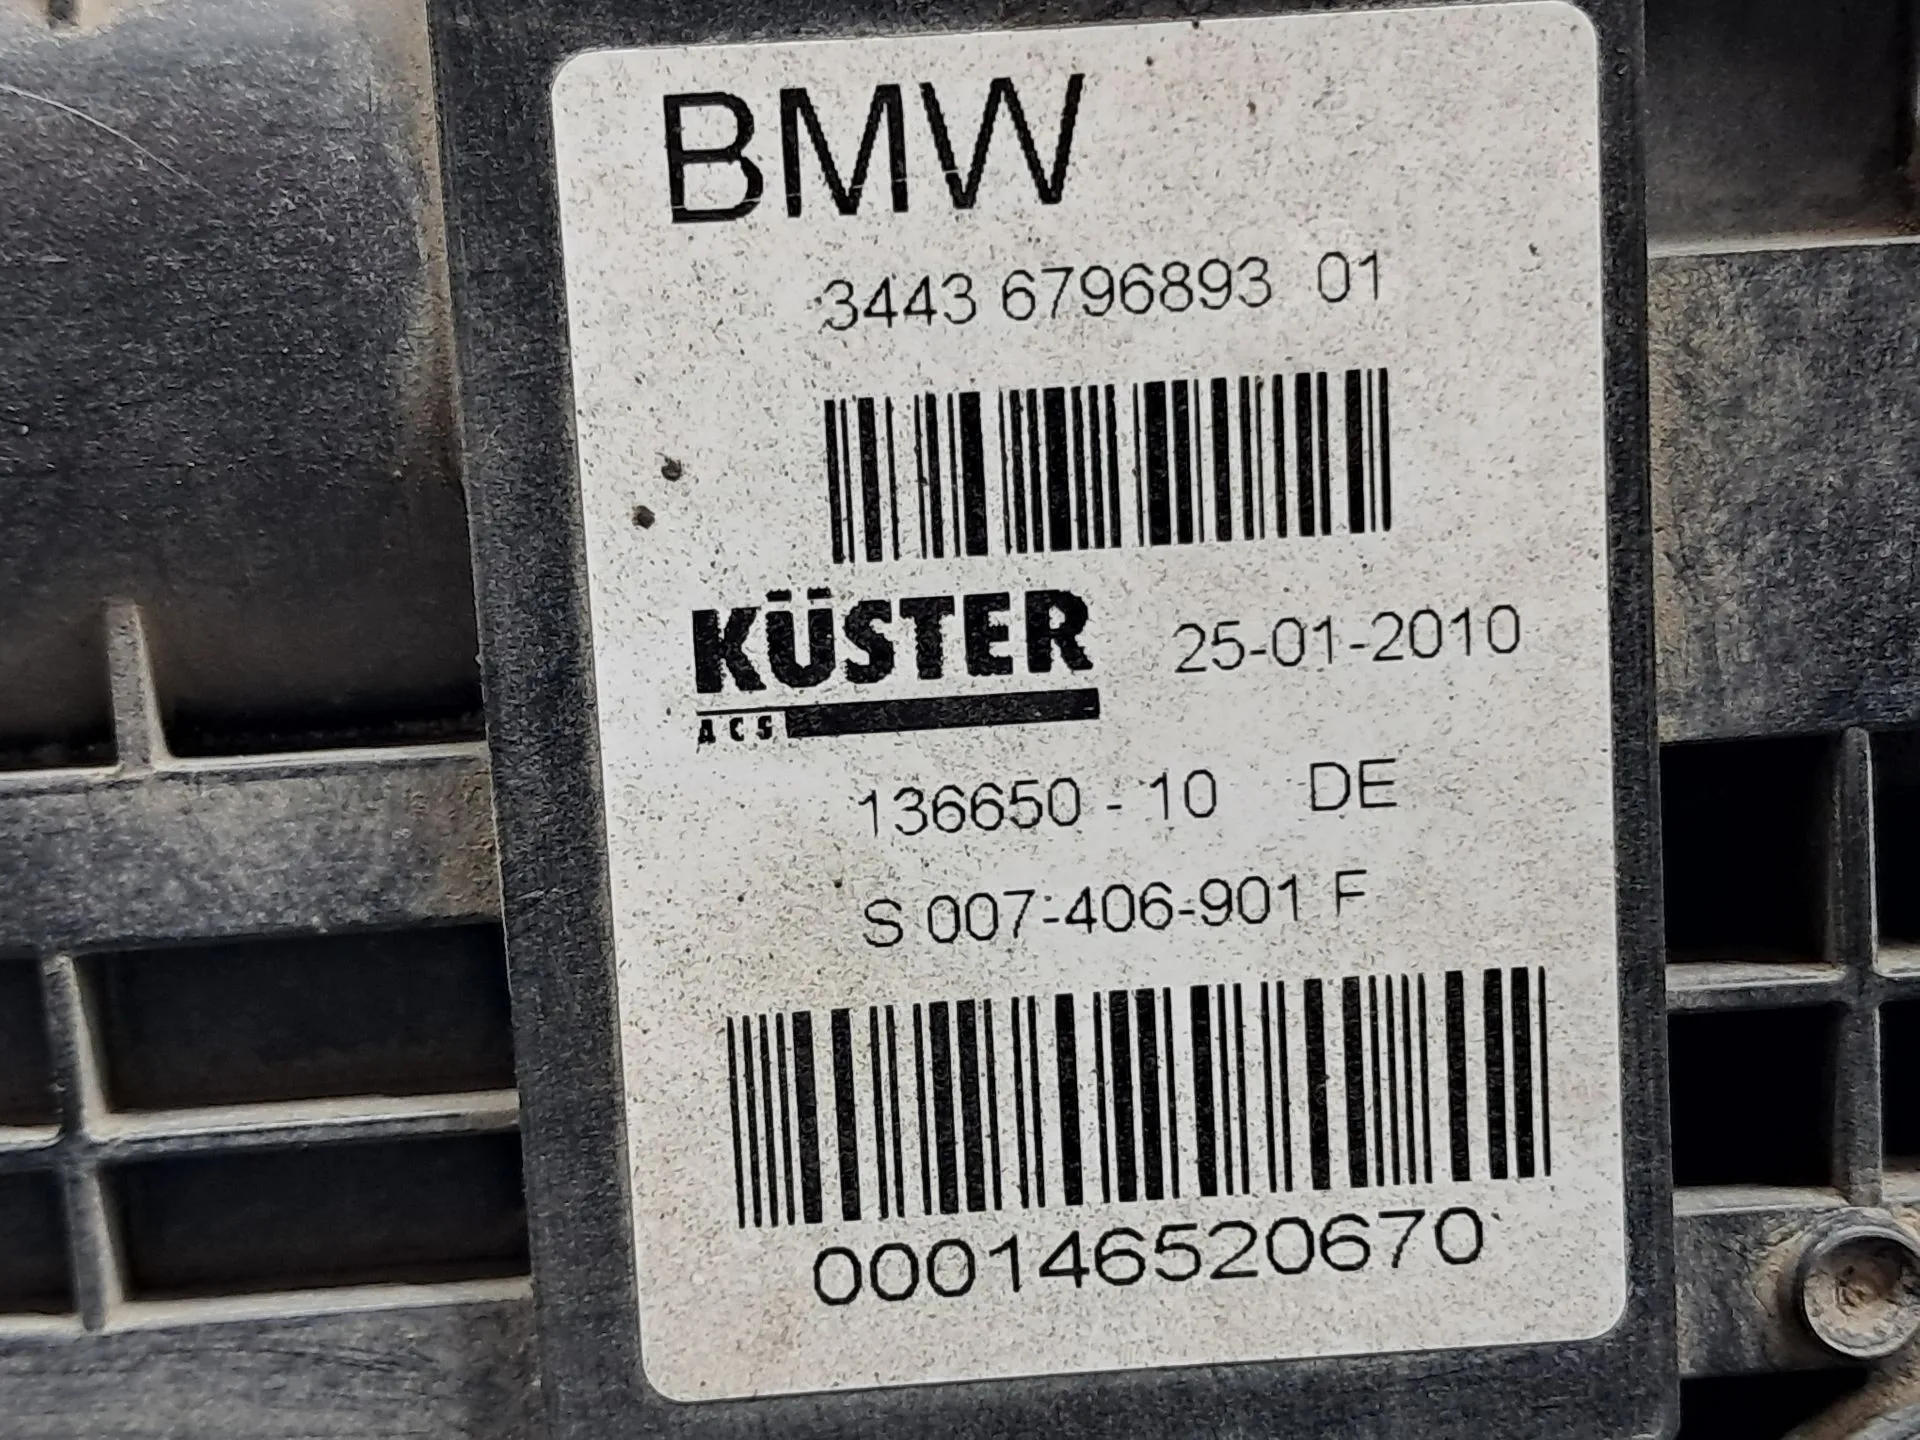 BMW
3443 6796893 01
KÜSTER 25-01-2010
ACS
136650 - 10 DE
S 007-406-901 F
000146520670